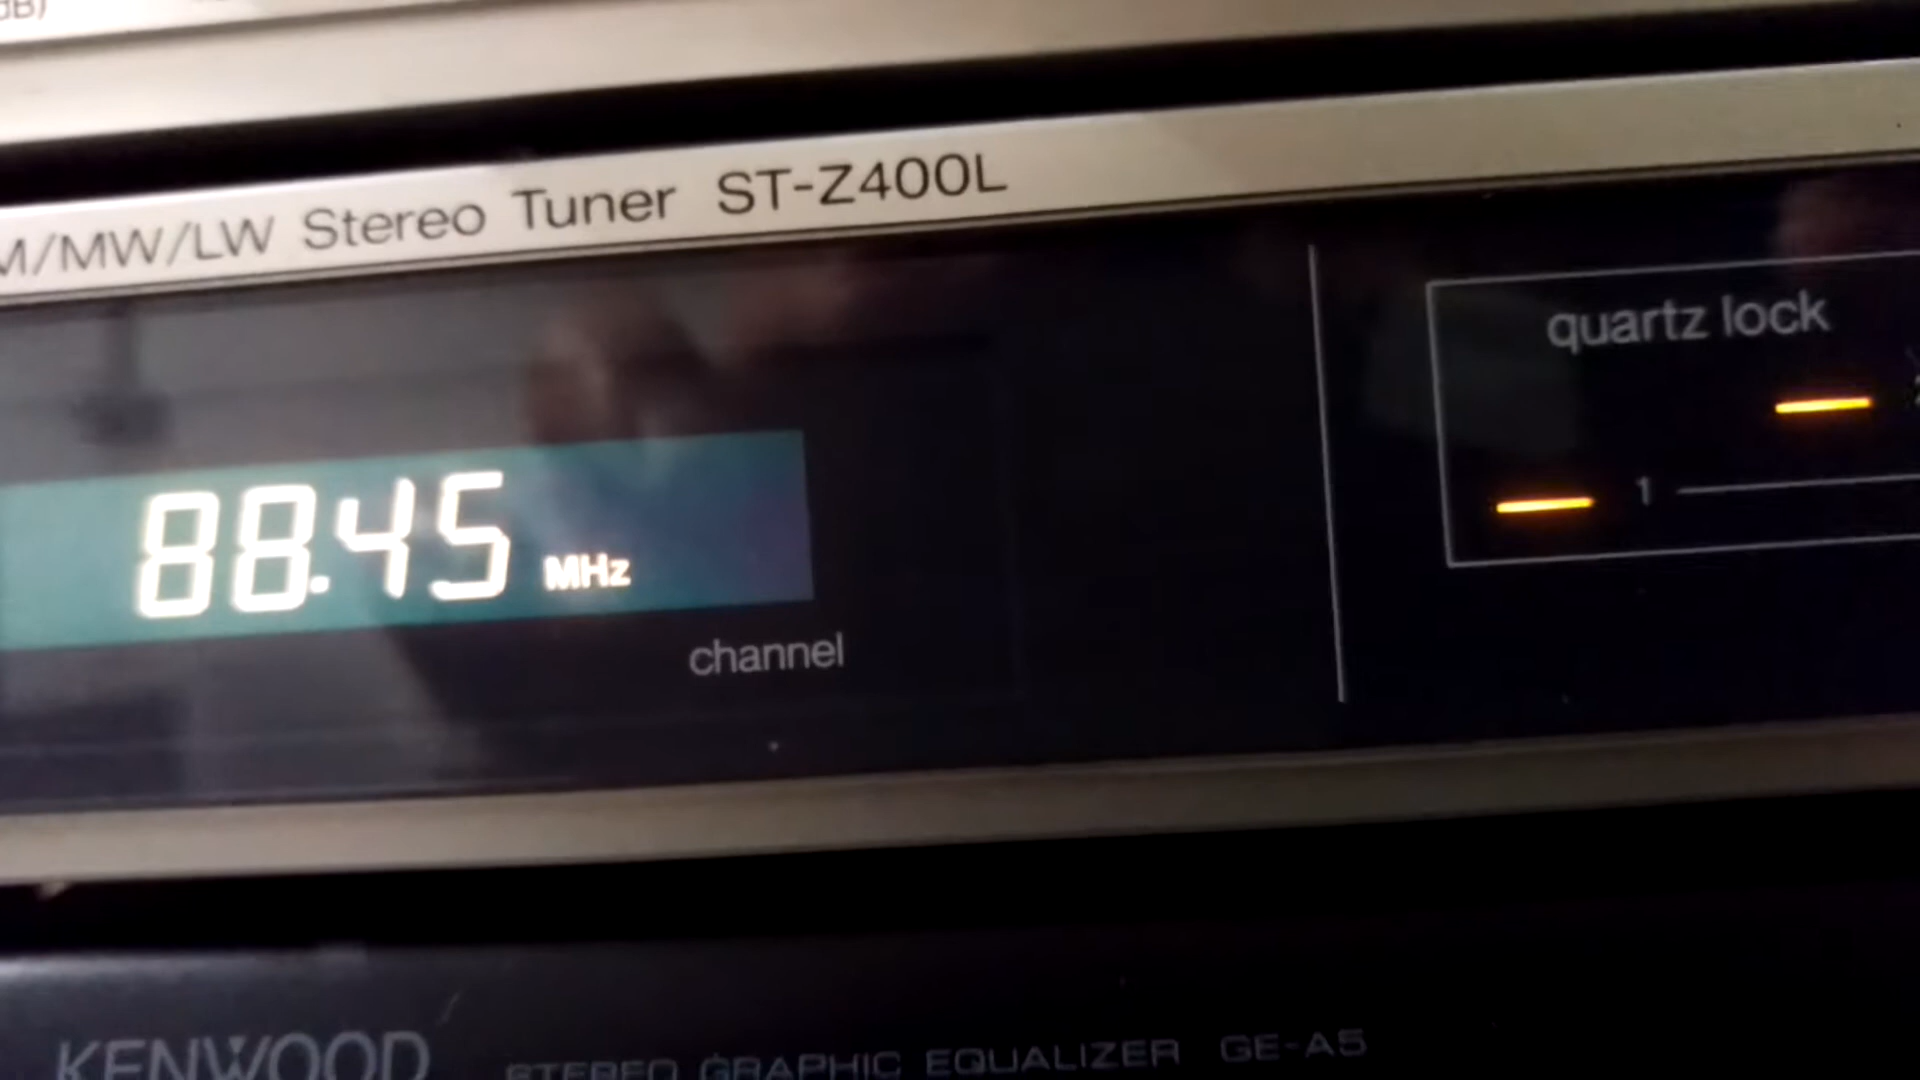 dB)
M/MW/LW Stereo Tuner ST-Z400L
quartz lock
88.45 MHz
1
channel
KENWOOD STEREO GRAPHIC EQUALIZER GE-A5